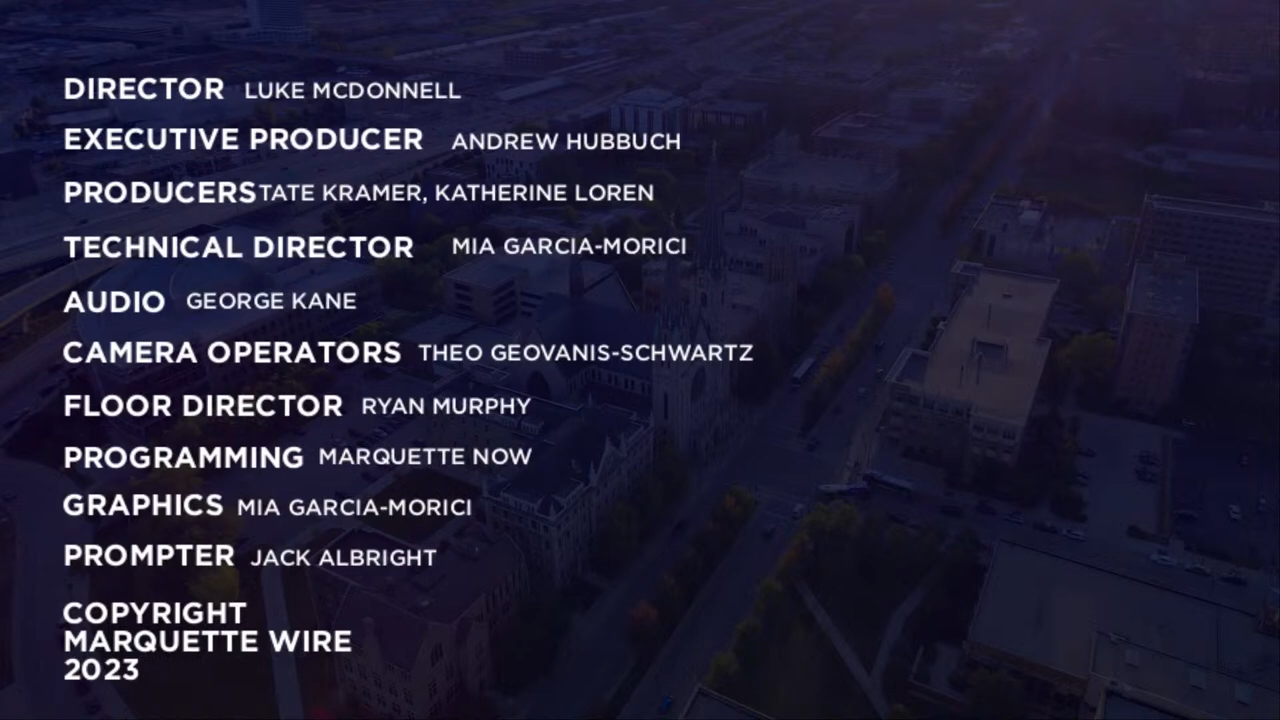 DIRECTOR LUKE MCDONNELL
EXECUTIVE PRODUCER ANDREW HUBBUCH
PRODUCERS TATE KRAMER, KATHERINE LOREN
TECHNICAL DIRECTOR MIA GARCIA-MORICI
AUDIO GEORGE KANE
CAMERA OPERATORS THEO GEOVANIS-SCHWARTZ
FLOOR DIRECTOR RYAN MURPHY
PROGRAMMING MARQUETTE NOW
GRAPHICS MIA GARCIA-MORICI
PROMPTER JACK ALBRIGHT
COPYRIGHT
MARQUETTE WIRE
2023